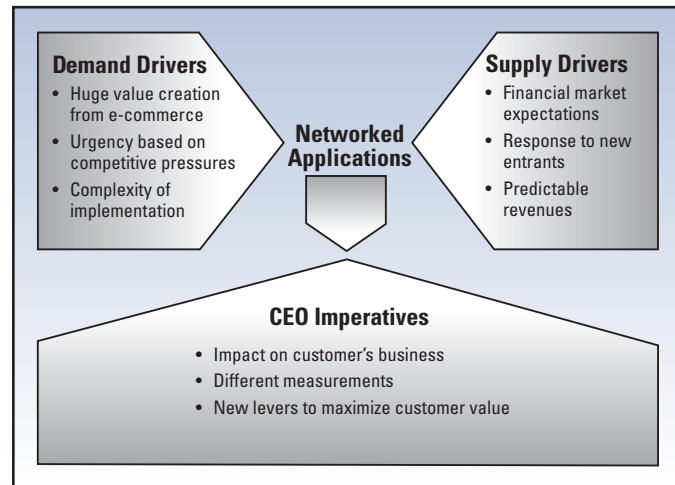 Demand Drivers
• Huge value creation
from e-commerce
• Urgency based on
competitive pressures
• Complexity of
implementation
Networked
Applications
Supply Drivers
• Financial market
expectations
• Response to new
entrants
• Predictable
revenues
CEO Imperatives
• Impact on customer's business
• Different measurements
• New levers to maximize customer value